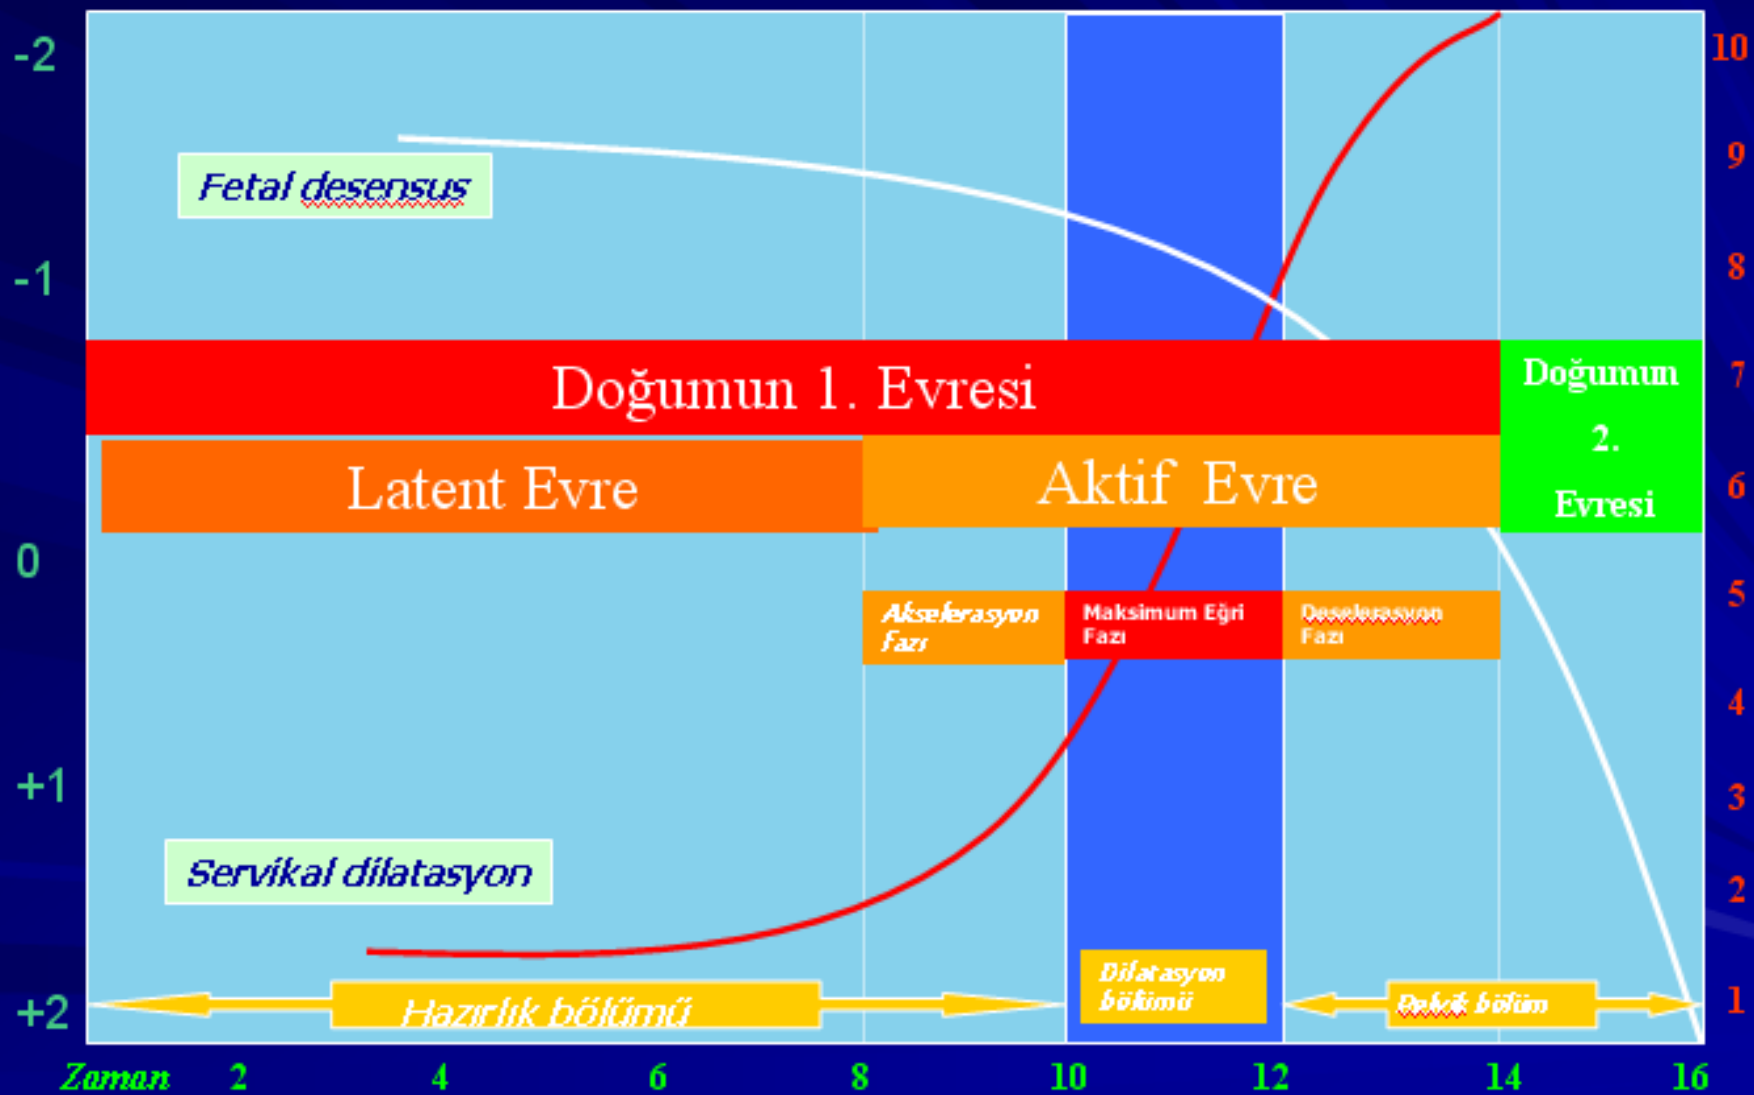 -2
10
9
Fetal desensus
-1
8
Doğumun 1. Evresi
Doğumun
2.
Evresi
7
Latent Evre
Aktif Evre
6
0
5
Akselerasyon
Fazı
Maksimum Eğri
Fazı
Deselerasyon
Fazı
4
+1
3
Servikal dilatasyon
2
Dilatasyon
bölümü
+2
Hazırlık bölümü
Pelvik bölüm
1
Zaman 2 4 6 8 10 12 14 16